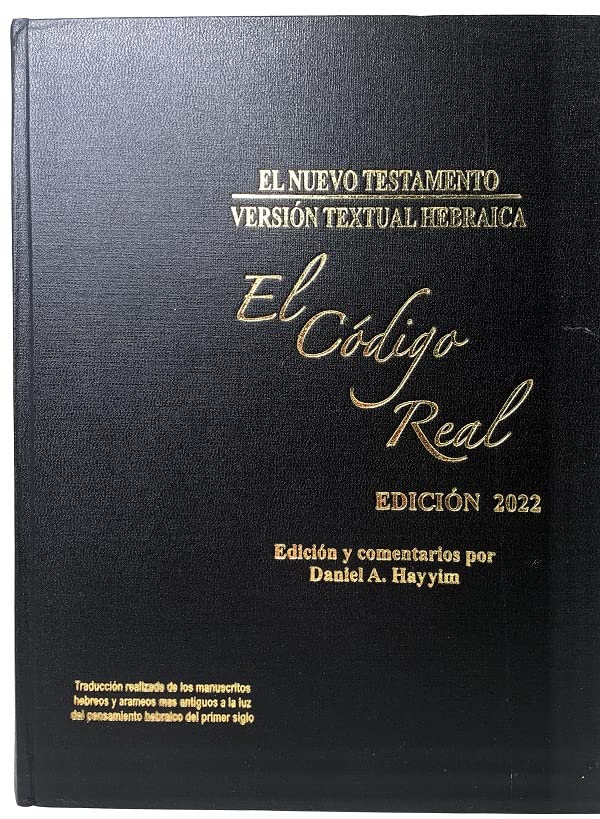 EL NUEVO TESTAMENTO
VERSIÓN TEXTUAL HEBRAICA
El Código
Real
EDICIÓN 2022
Edición y comentarios por
Daniel A. Hayyim
Traducción realizada de los manuscritos
hebreos y arameos mas antiguos a la luz
del pensamiento hebraico del primer siglo